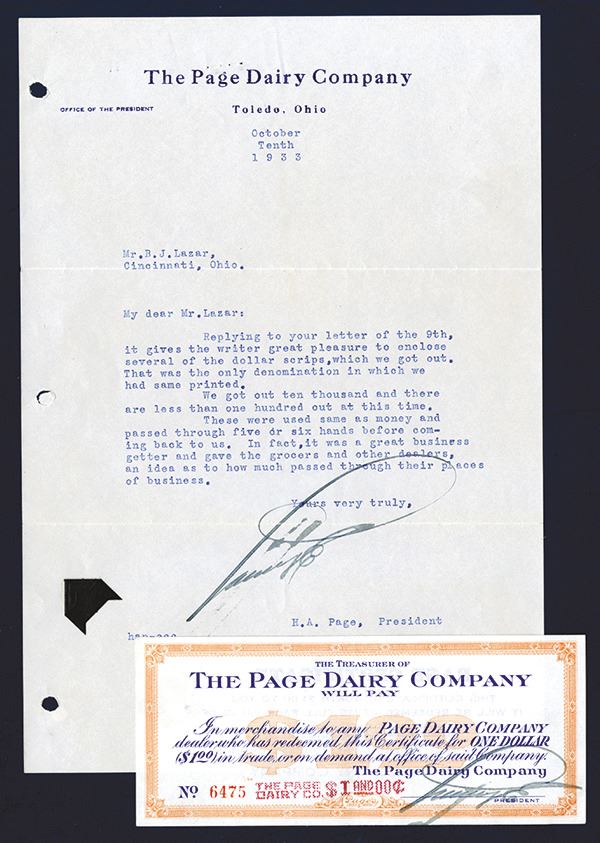 The Page Dairy Company
OFFICE OF THE PRESIDENT
Toledo, Ohio
October
Tenth
1 9 3 3
Mr.B.J.Lazar,
Cincinnati, Ohio.
My dear Mr.Lazar:
Replying to your letter of the 9th,
it gives the writer great pleasure to enclose
several of the dollar scrips,which we got out.
That was the only denomination in which we
had same printed.
We got out ten thousand and there
are less than one hundred out at this time.
These were used same as money and
passed through five or six hands before com-
ing back to us. In fact,it was a great business
getter and gave the grocers and other dealers,
an idea as to how much passed through their places
of business.
Yours very truly,
H.A. Page, President
THE TREASURER OF
THE PAGE DAIRY COMPANY
WILL PAY
In merchandise to any PAGE DAIRY COMPANY
dealer who has redeemed this Certificate for ONE DOLLAR
($1.00) in trade, or on demand at office of said Company.
The Page Dairy Company
No 6475 THE PAGE DAIRY CO. $1 AND 00¢
PRESIDENT